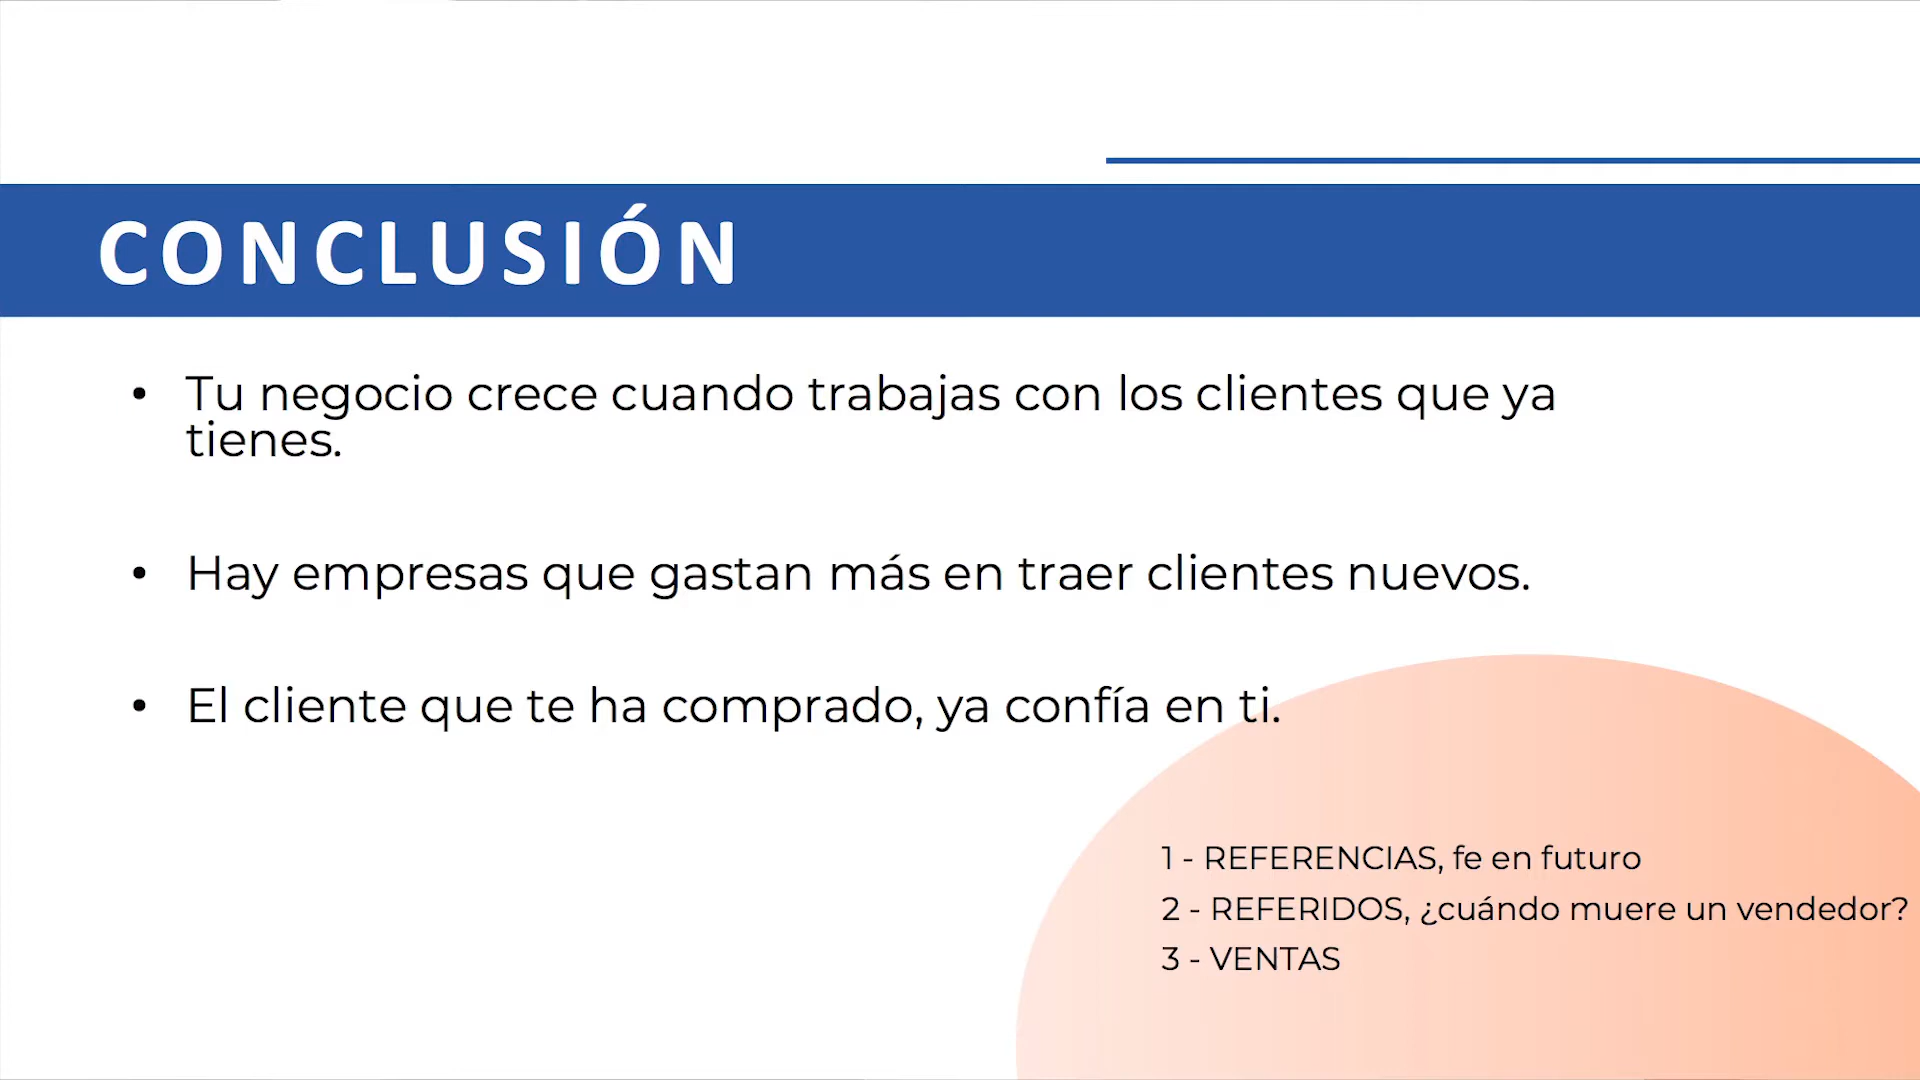 CONCLUSIÓN
• Tu negocio crece cuando trabajas con los clientes que ya
tienes.
• Hay empresas que gastan más en traer clientes nuevos.
• El cliente que te ha comprado, ya confía en ti.
1 - REFERENCIAS, fe en futuro
2 - REFERIDOS, ¿cuándo muere un vendedor?
3 - VENTAS